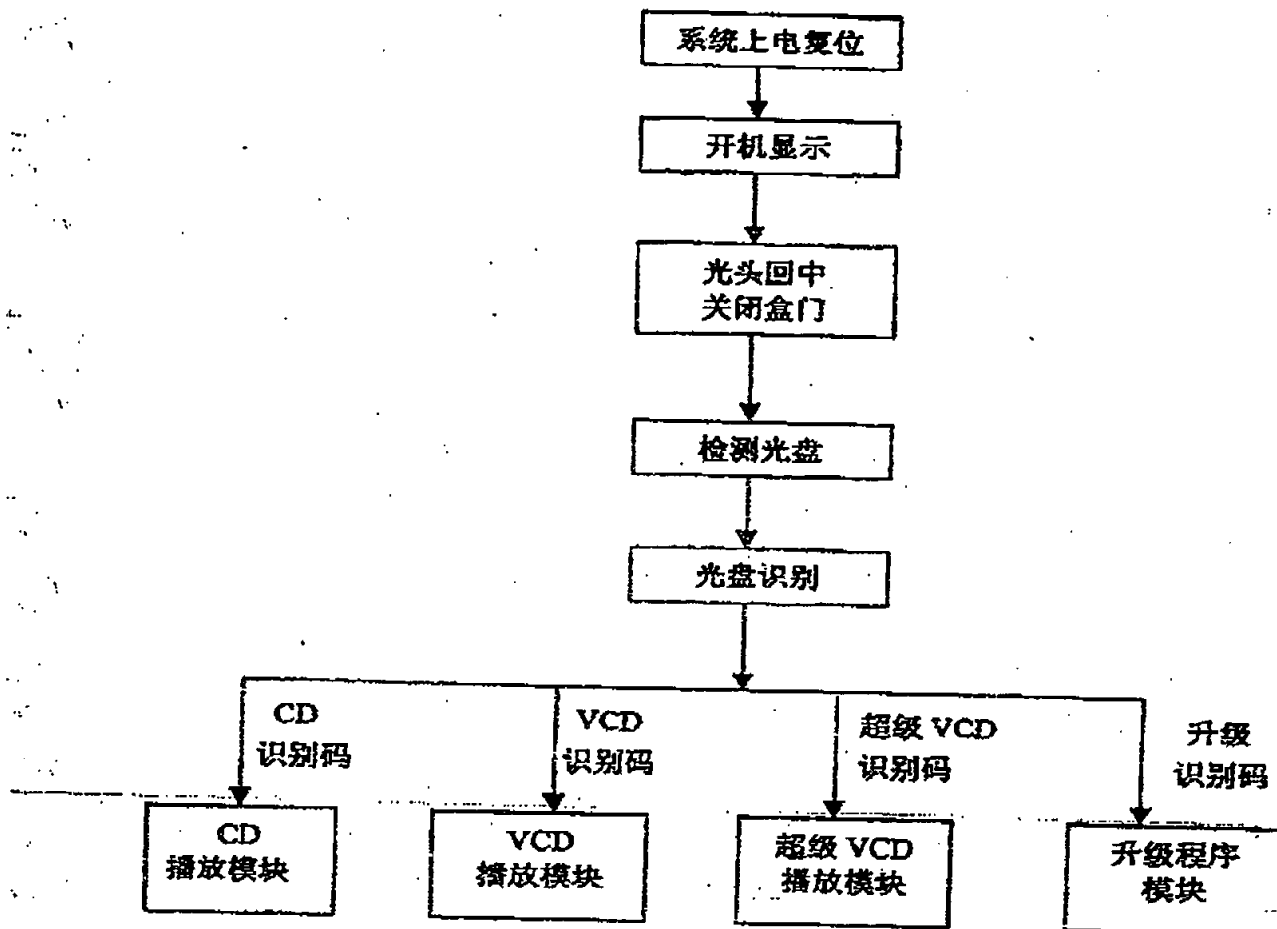 系统上电复位
开机显示
光头回中
关闭盒门
检测光盘
光盘识别
CD
识别码
VCD
识别码
超级 VCD
识别码
升级
识别码
CD
播放模块
VCD
播放模块
超级 VCD
播放模块
升级程序
模块